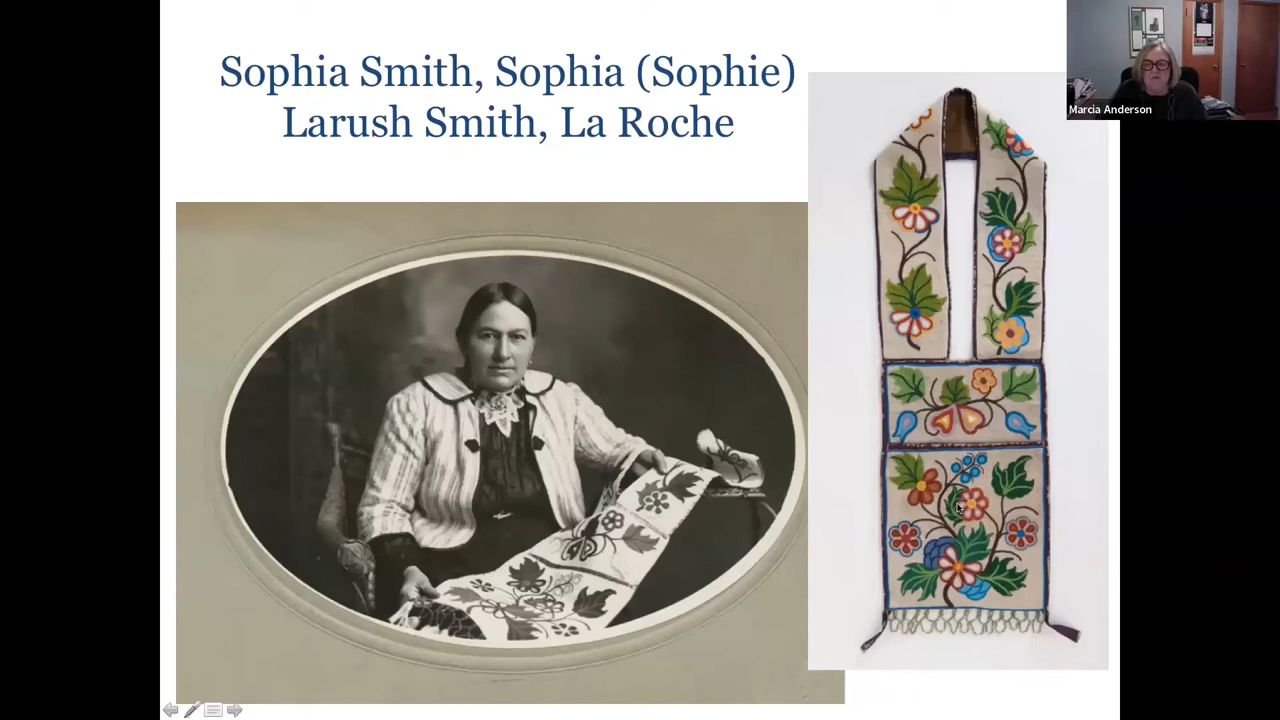 Sophia Smith, Sophia (Sophie)
Larush Smith, La Roche
Marcia Anderson